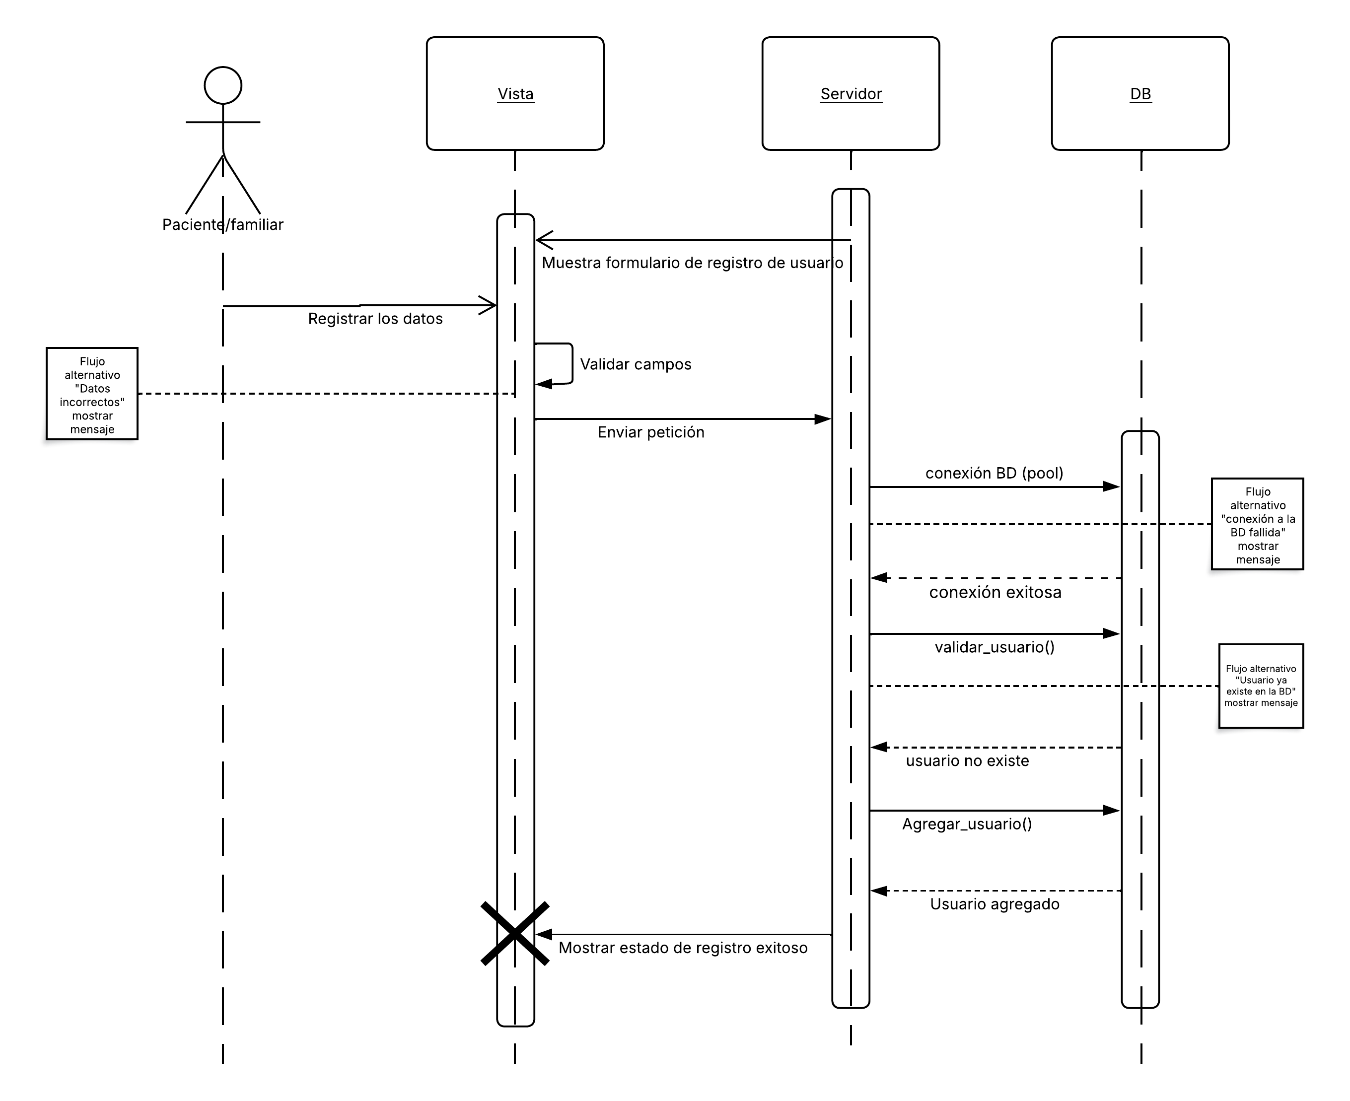 Vista
Servidor
DB
Paciente/familiar
Muestra formulario de registro de usuario
Registrar los datos
Validar campos
Flujo
alternativo
"Datos
incorrectos"
mostrar
mensaje
Enviar petición
conexión BD (pool)
Flujo
alternativo
"conexión a la
BD fallida"
mostrar
mensaje
conexión exitosa
validar_usuario()
Flujo alternativo
"Usuario ya
existe en la BD"
mostrar mensaje
usuario no existe
Agregar_usuario()
Usuario agregado
Mostrar estado de registro exitoso